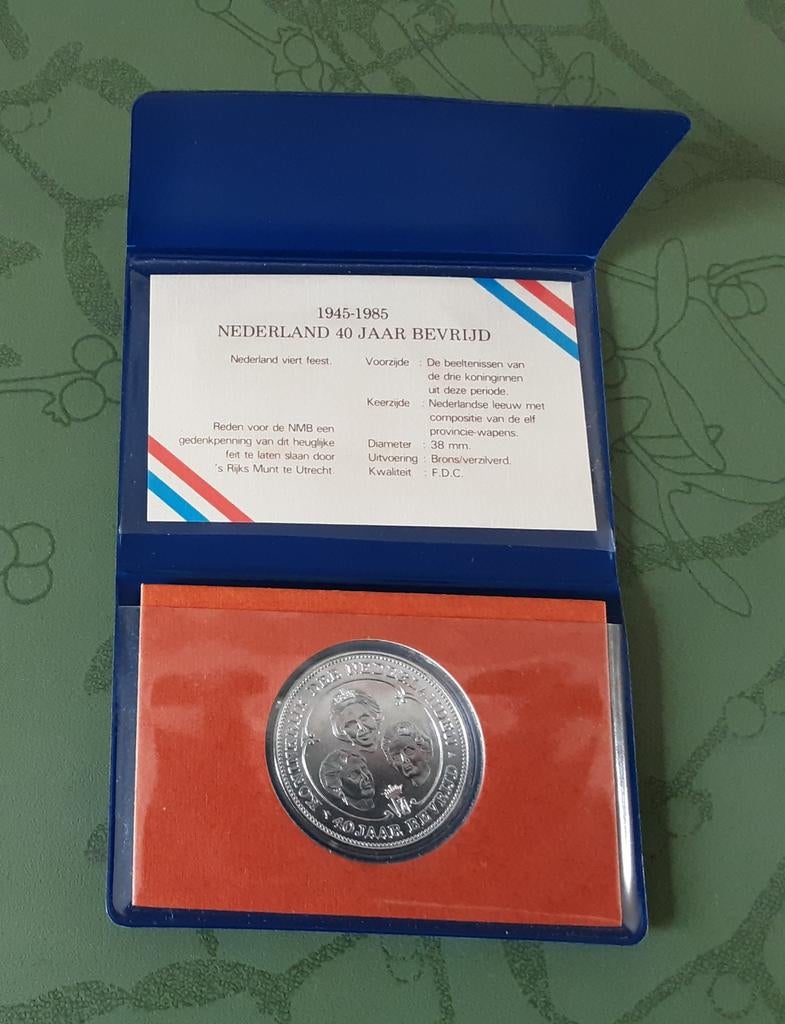 1945-1985
NEDERLAND 40 JAAR BEVRIJD
Nederland viert feest.
Reden voor de NMB een
gedenkpenning van dit heuglijke
feit te laten slaan door
's Rijks Munt te Utrecht.
Voorzijde : De beeltenissen van
de drie koninginnen
uit deze periode.
Keerzijde : Nederlandse leeuw met
compositie van de elf
provincie-wapens.
Diameter : 38 mm.
Uitvoering : Brons/verzilverd.
Kwaliteit : F.D.C.
KONINKRIJK DER NEDERLANDEN
40 JAAR BEVRIJD